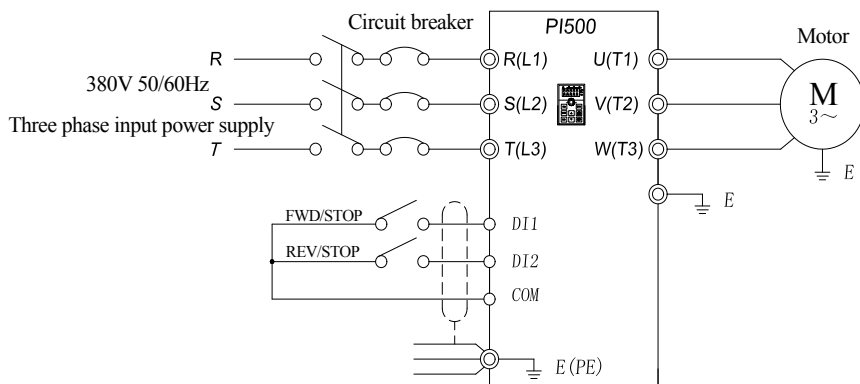 Circuit breaker
PI500
Motor
R
R(L1)
U(T1)
380V 50/60Hz
S
S(L2)
V(T2)
M
3~
Three phase input power supply
T
T(L3)
W(T3)
E
E
FWD/STOP
DI1
REV/STOP
DI2
COM
E(PE)